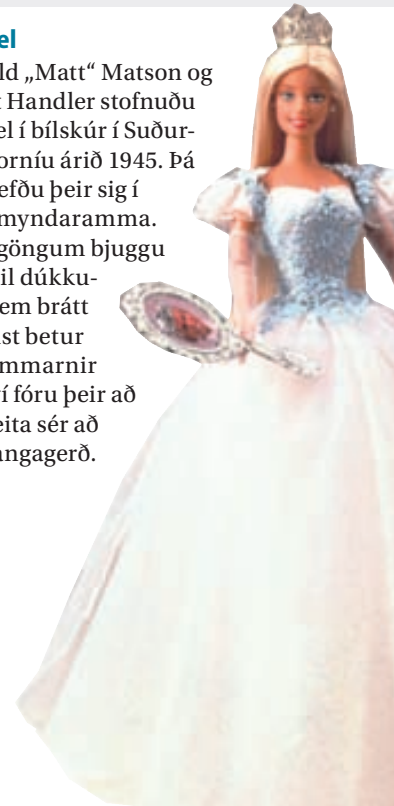 el
ld „Matt“ Matson og
t Handler stofnuðu
el í bílskúr í Suður-
orníu árið 1945. Þá
efðu þeir sig í
myndaramma.
göngum bjuggu
il dúkku-
em brátt
st betur
mmarnir
ví fóru þeir að
eita sér að
angagerð.